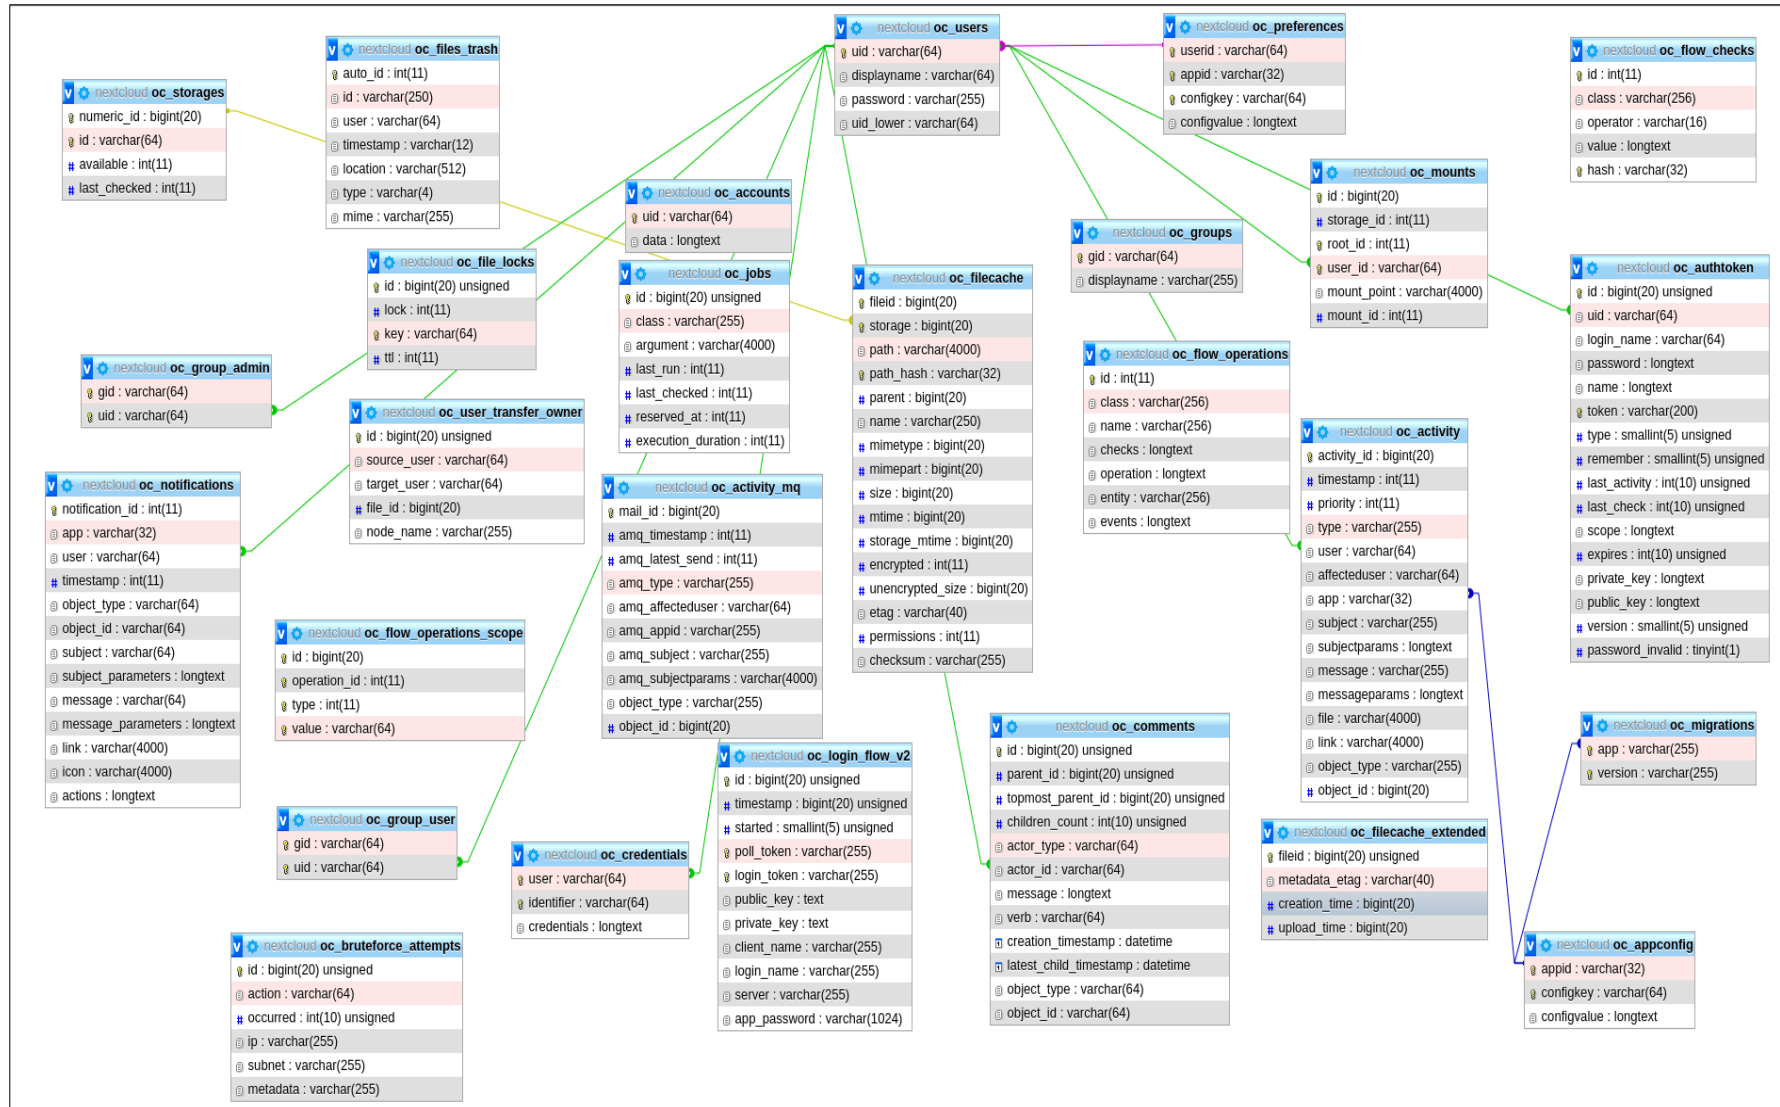 nextcloud oc_users
uid : varchar(64)
displayname : varchar(64)
password : varchar(255)
uid_lower : varchar(64)
nextcloud oc_preferences
userid : varchar(64)
appid : varchar(32)
configkey : varchar(64)
configvalue : longtext
nextcloud oc_flow_checks
id : int(11)
class : varchar(256)
operator : varchar(16)
value : longtext
hash : varchar(32)
nextcloud oc_files_trash
auto_id : int(11)
id : varchar(250)
user : varchar(64)
timestamp : varchar(12)
location : varchar(512)
type : varchar(4)
mime : varchar(255)
nextcloud oc_storages
numeric_id : bigint(20)
id : varchar(64)
available : int(11)
last_checked : int(11)
nextcloud oc_accounts
uid : varchar(64)
data : longtext
nextcloud oc_mounts
id : bigint(20)
storage_id : int(11)
root_id : int(11)
user_id : varchar(64)
mount_point : varchar(4000)
mount_id : int(11)
nextcloud oc_groups
gid : varchar(64)
displayname : varchar(255)
nextcloud oc_file_locks
id : bigint(20) unsigned
lock : int(11)
key : varchar(64)
ttl : int(11)
nextcloud oc_jobs
id : bigint(20) unsigned
class : varchar(255)
argument : varchar(4000)
last_run : int(11)
last_checked : int(11)
reserved_at : int(11)
execution_duration : int(11)
nextcloud oc_filecache
fileid : bigint(20)
storage : bigint(20)
path : varchar(4000)
path_hash : varchar(32)
parent : bigint(20)
name : varchar(250)
mimetype : bigint(20)
mimepart : bigint(20)
size : bigint(20)
mtime : bigint(20)
storage_mtime : bigint(20)
encrypted : int(11)
unencrypted_size : bigint(20)
etag : varchar(40)
permissions : int(11)
checksum : varchar(255)
nextcloud oc_authtoken
id : bigint(20) unsigned
uid : varchar(64)
login_name : varchar(64)
password : longtext
name : longtext
token : varchar(200)
type : smallint(5) unsigned
remember : smallint(5) unsigned
last_activity : int(10) unsigned
last_check : int(10) unsigned
scope : longtext
expires : int(10) unsigned
private_key : longtext
public_key : longtext
version : smallint(5) unsigned
password_invalid : tinyint(1)
nextcloud oc_group_admin
gid : varchar(64)
uid : varchar(64)
nextcloud oc_flow_operations
id : int(11)
class : varchar(256)
name : varchar(256)
checks : longtext
operation : longtext
entity : varchar(256)
events : longtext
nextcloud oc_user_transfer_owner
id : bigint(20) unsigned
source_user : varchar(64)
target_user : varchar(64)
file_id : bigint(20)
node_name : varchar(255)
nextcloud oc_activity
activity_id : bigint(20)
timestamp : int(11)
priority : int(11)
type : varchar(255)
user : varchar(64)
affecteduser : varchar(64)
app : varchar(32)
subject : varchar(255)
subjectparams : longtext
message : varchar(255)
messageparams : longtext
file : varchar(4000)
link : varchar(4000)
object_type : varchar(255)
object_id : bigint(20)
nextcloud oc_notifications
notification_id : int(11)
app : varchar(32)
user : varchar(64)
timestamp : int(11)
object_type : varchar(64)
object_id : varchar(64)
subject : varchar(64)
subject_parameters : longtext
message : varchar(64)
message_parameters : longtext
link : varchar(4000)
icon : varchar(4000)
actions : longtext
nextcloud oc_activity_mq
mail_id : bigint(20)
amq_timestamp : int(11)
amq_latest_send : int(11)
amq_type : varchar(255)
amq_affecteduser : varchar(64)
amq_appid : varchar(255)
amq_subject : varchar(255)
amq_subjectparams : varchar(4000)
object_type : varchar(255)
object_id : bigint(20)
nextcloud oc_flow_operations_scope
id : bigint(20)
operation_id : int(11)
type : int(11)
value : varchar(64)
nextcloud oc_comments
id : bigint(20) unsigned
parent_id : bigint(20) unsigned
topmost_parent_id : bigint(20) unsigned
children_count : int(10) unsigned
actor_type : varchar(64)
actor_id : varchar(64)
message : longtext
verb : varchar(64)
creation_timestamp : datetime
latest_child_timestamp : datetime
object_type : varchar(64)
object_id : varchar(64)
nextcloud oc_migrations
app : varchar(255)
version : varchar(255)
nextcloud oc_login_flow_v2
id : bigint(20) unsigned
timestamp : bigint(20) unsigned
started : smallint(5) unsigned
poll_token : varchar(255)
login_token : varchar(255)
public_key : text
private_key : text
client_name : varchar(255)
login_name : varchar(255)
server : varchar(255)
app_password : varchar(1024)
nextcloud oc_group_user
gid : varchar(64)
uid : varchar(64)
nextcloud oc_filecache_extended
fileid : bigint(20) unsigned
metadata_etag : varchar(40)
creation_time : bigint(20)
upload_time : bigint(20)
nextcloud oc_credentials
user : varchar(64)
identifier : varchar(64)
credentials : longtext
nextcloud oc_bruteforce_attempts
id : bigint(20) unsigned
action : varchar(64)
occurred : int(10) unsigned
ip : varchar(255)
subnet : varchar(255)
metadata : varchar(255)
nextcloud oc_appconfig
appid : varchar(32)
configkey : varchar(64)
configvalue : longtext